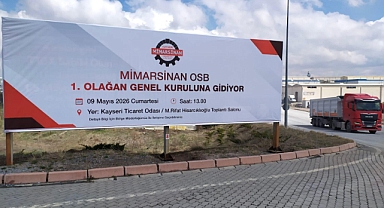 MİMARSİNAN
MİMARSİNAN OSB
1. OLAĞAN GENEL KURULUNA GİDİYOR
09 Mayıs 2026 Cumartesi Saat: 13.00
Yer: Kayseri Ticaret Odası / M.Rifat Hisarcıklıoğlu Toplantı Salonu